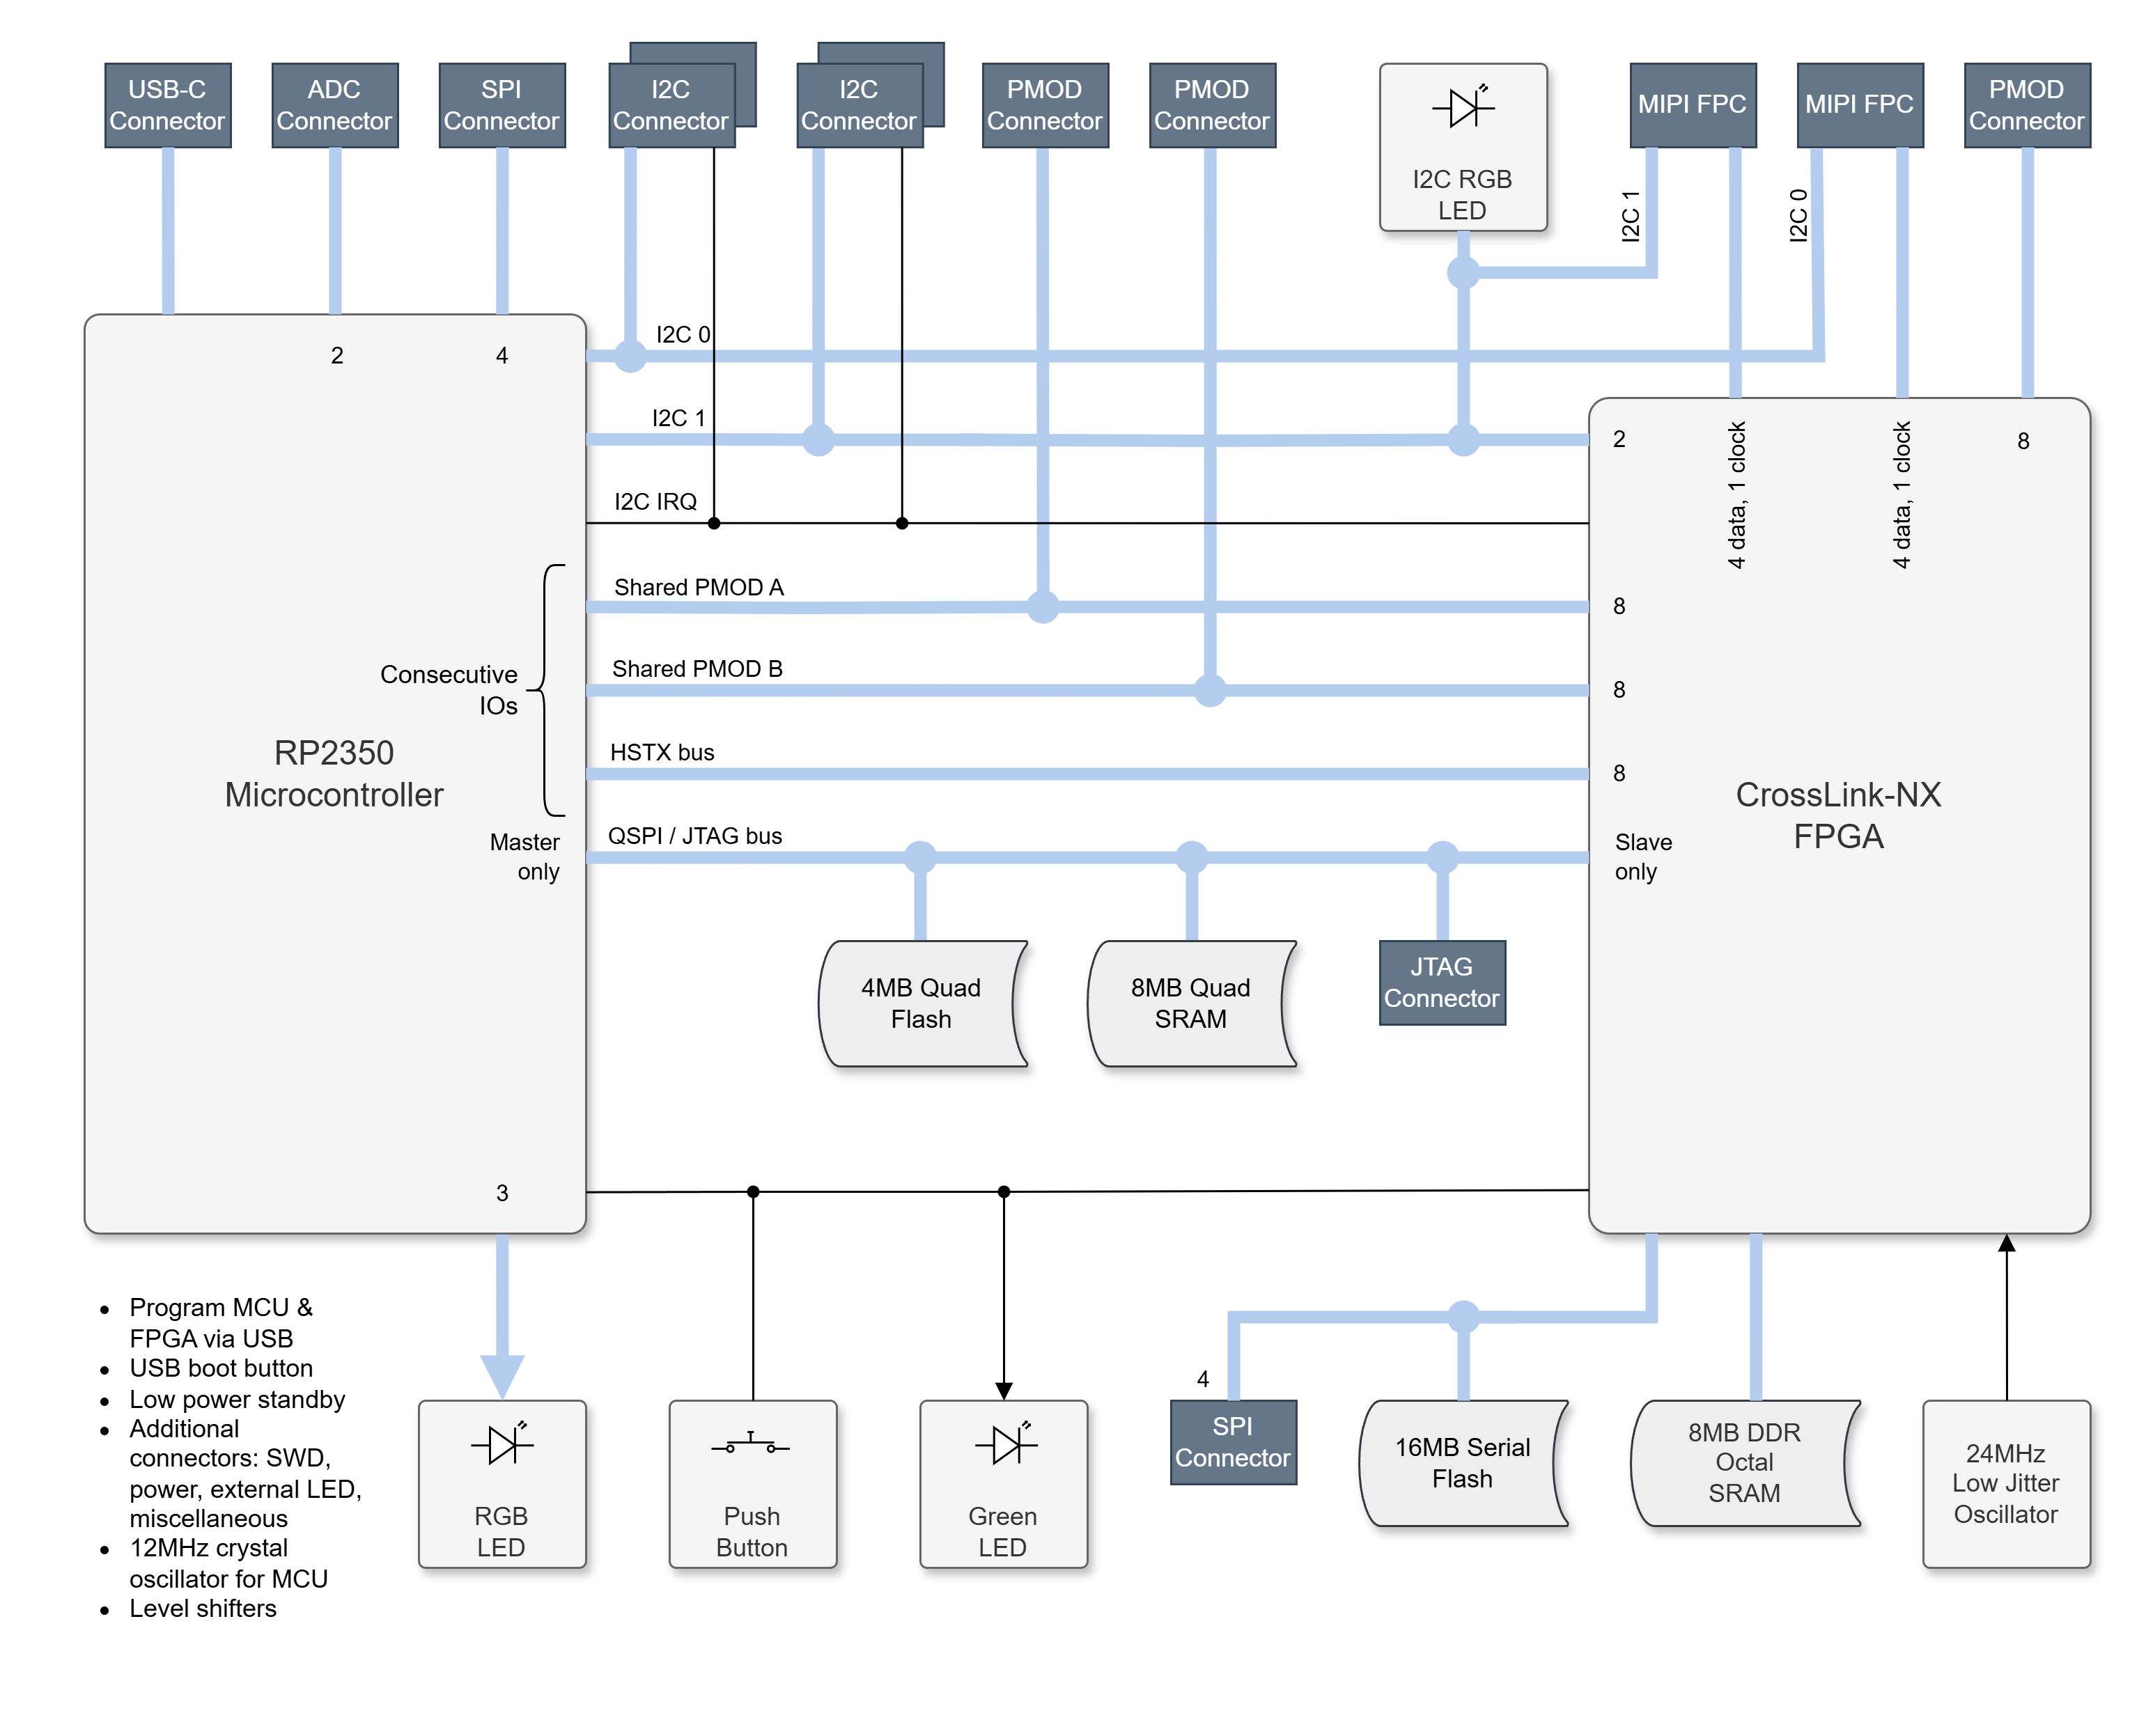 USB-C
Connector
ADC
Connector
SPI
Connector
I2C
Connector
I2C
Connector
PMOD
Connector
PMOD
Connector
I2C RGB
LED
MIPI FPC
MIPI FPC
PMOD
Connector
I2C 1
I2C 0
2
4
I2C 0
I2C 1
I2C IRQ
2
4 data, 1 clock
4 data, 1 clock
8
Consecutive
IOs
Shared PMOD A
8
Shared PMOD B
8
HSTX bus
8
RP2350
Microcontroller
CrossLink-NX
FPGA
Master
only
QSPI / JTAG bus
Slave
only
4MB Quad
Flash
8MB Quad
SRAM
JTAG
Connector
3
• Program MCU &
FPGA via USB
• USB boot button
• Low power standby
• Additional
connectors: SWD,
power, external LED,
miscellaneous
• 12MHz crystal
oscillator for MCU
• Level shifters
RGB
LED
Push
Button
Green
LED
4
SPI
Connector
16MB Serial
Flash
8MB DDR
Octal
SRAM
24MHz
Low Jitter
Oscillator